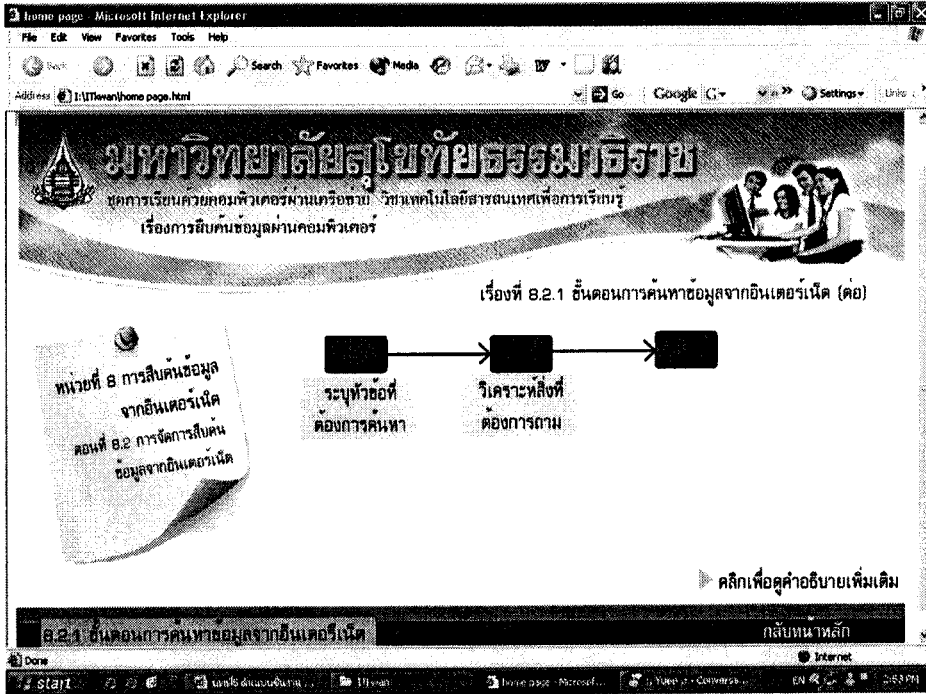 home page - Microsoft Internet Explorer
File Edit View Favorites Tools Help
Back Search Favorites Media
Address I:\ITkwan\home page.html Go Google G Settings Links
มหาวิทยาลัยสุโขทัยธรรมาธิราช
ชุดการเรียนด้วยคอมพิวเตอร์ผ่านเครือข่าย วิชาเทคโนโลยีสารสนเทศเพื่อการเรียนรู้
เรื่องการสืบค้นข้อมูลผ่านคอมพิวเตอร์
เรื่องที่ 8.2.1 ขั้นตอนการค้นหาข้อมูลจากอินเตอร์เน็ต (ต่อ)
หน่วยที่ 8 การสืบค้นข้อมูล
จากอินเตอร์เน็ต
ตอนที่ 8.2 การจัดการสืบค้น
ข้อมูลจากอินเตอร์เน็ต
ระบุหัวข้อที่
ต้องการค้นหา
วิเคราะห์สิ่งที่
ต้องการถาม
คลิกเพื่อดูคำอธิบายเพิ่มเติม
8.2.1 ขั้นตอนการค้นหาข้อมูลจากอินเตอร์เน็ต
กลับหน้าหลัก
Done Internet
start home page - Microsof... EN 5:53 PM